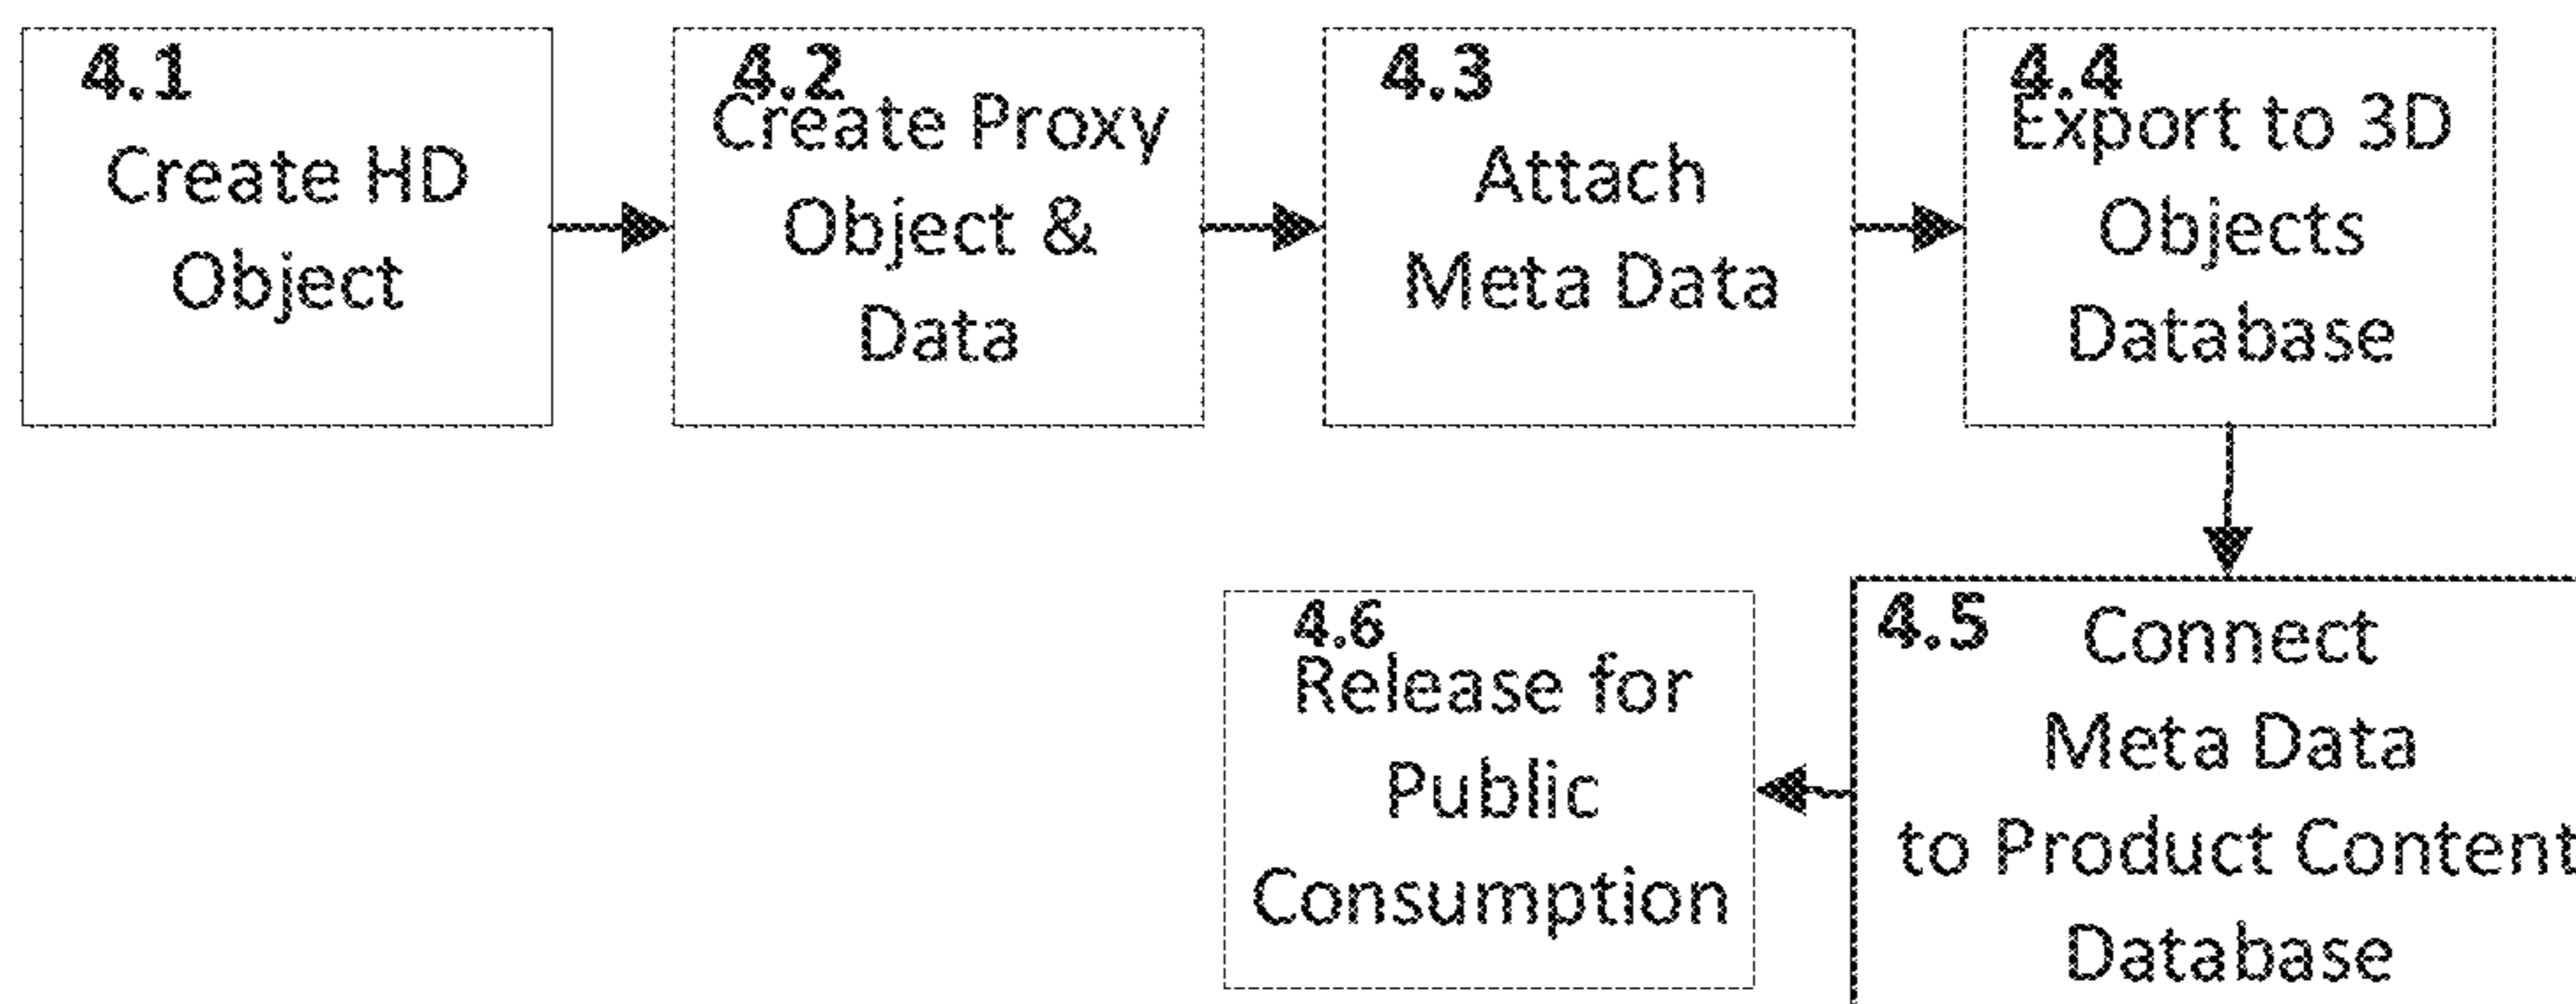 4.1
Create HD
Object
4.2
Create Proxy
Object &
Data
4.3
Attach
Meta Data
4.4
Export to 3D
Objects
Database
4.5
Connect
Meta Data
to Product Content
Database
4.6
Release for
Public
Consumption